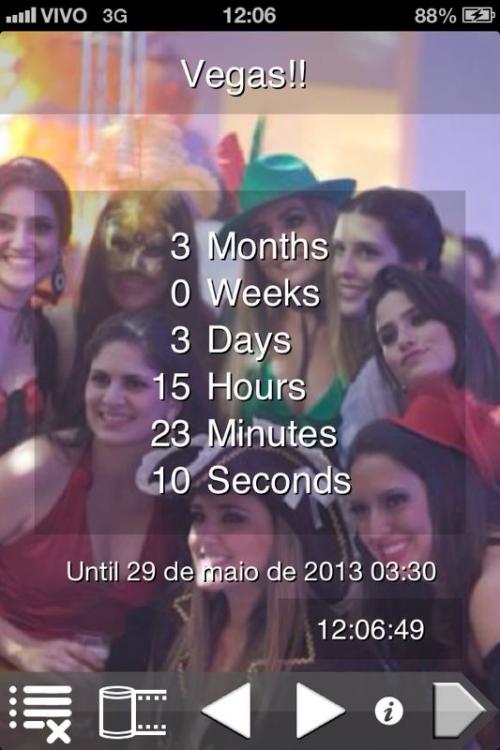 VIVO 3G 12:06 88%
Vegas!!
3 Months
0 Weeks
3 Days
15 Hours
23 Minutes
10 Seconds
Until 29 de maio de 2013 03:30
12:06:49
i